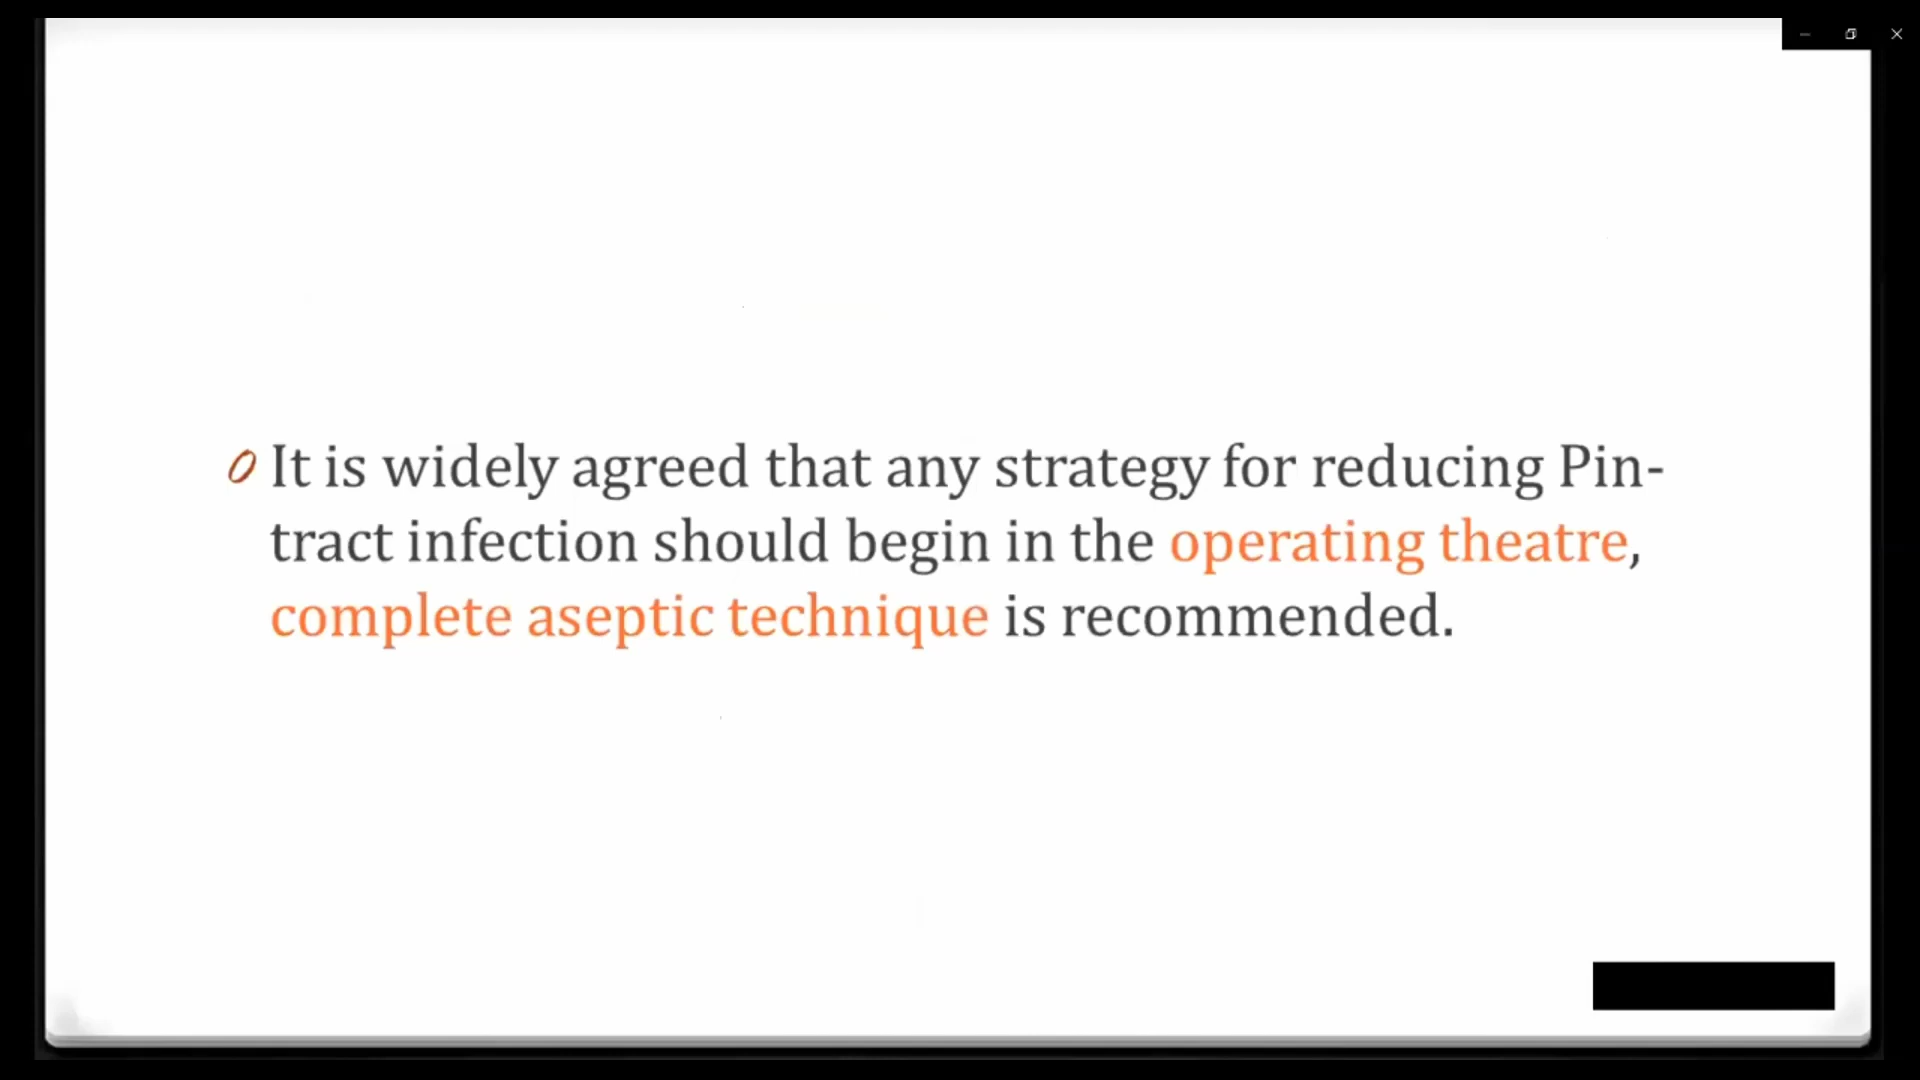 It is widely agreed that any strategy for reducing Pin-
tract infection should begin in the operating theatre,
complete aseptic technique is recommended.